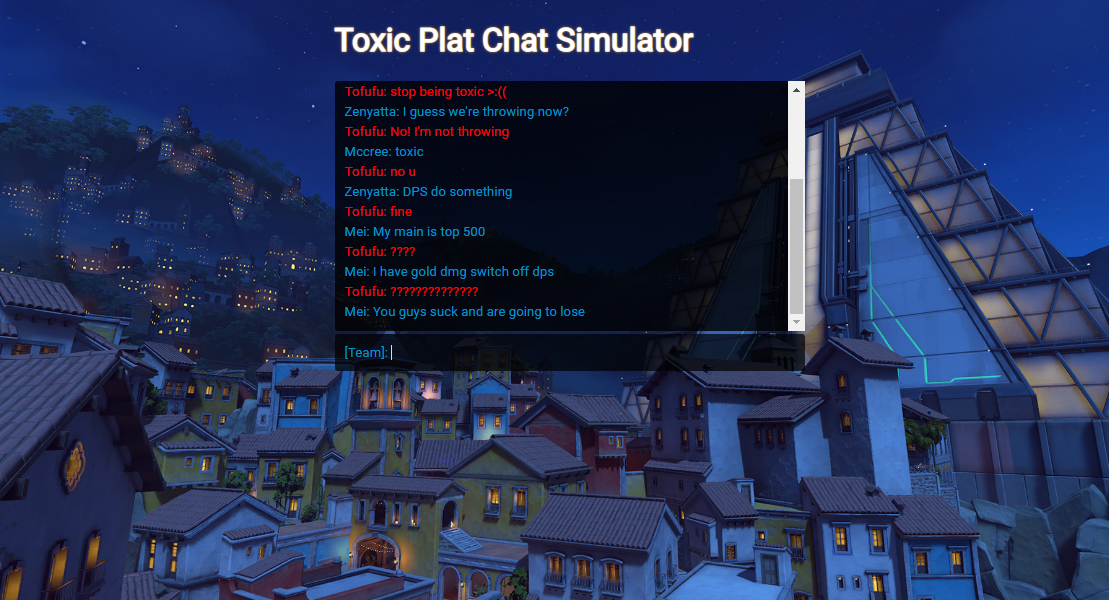 Toxic Plat Chat Simulator
Tofufu: stop being toxic >:((
Zenyatta: I guess we're throwing now?
Tofufu: No! I'm not throwing
Mccree: toxic
Tofufu: no u
Zenyatta: DPS do something
Tofufu: fine
Mei: My main is top 500
Tofufu: ????
Mei: I have gold dmg switch off dps
Tofufu: ??????????????
Mei: You guys suck and are going to lose
[Team]: